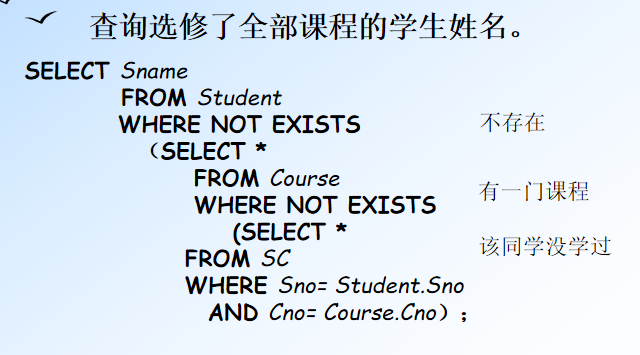 查询选修了全部课程的学生姓名。
SELECT Sname
FROM Student
WHERE NOT EXISTS 不存在
（SELECT *
FROM Course 有一门课程
WHERE NOT EXISTS
(SELECT * 该同学没学过
FROM SC
WHERE Sno= Student.Sno
AND Cno= Course.Cno）；